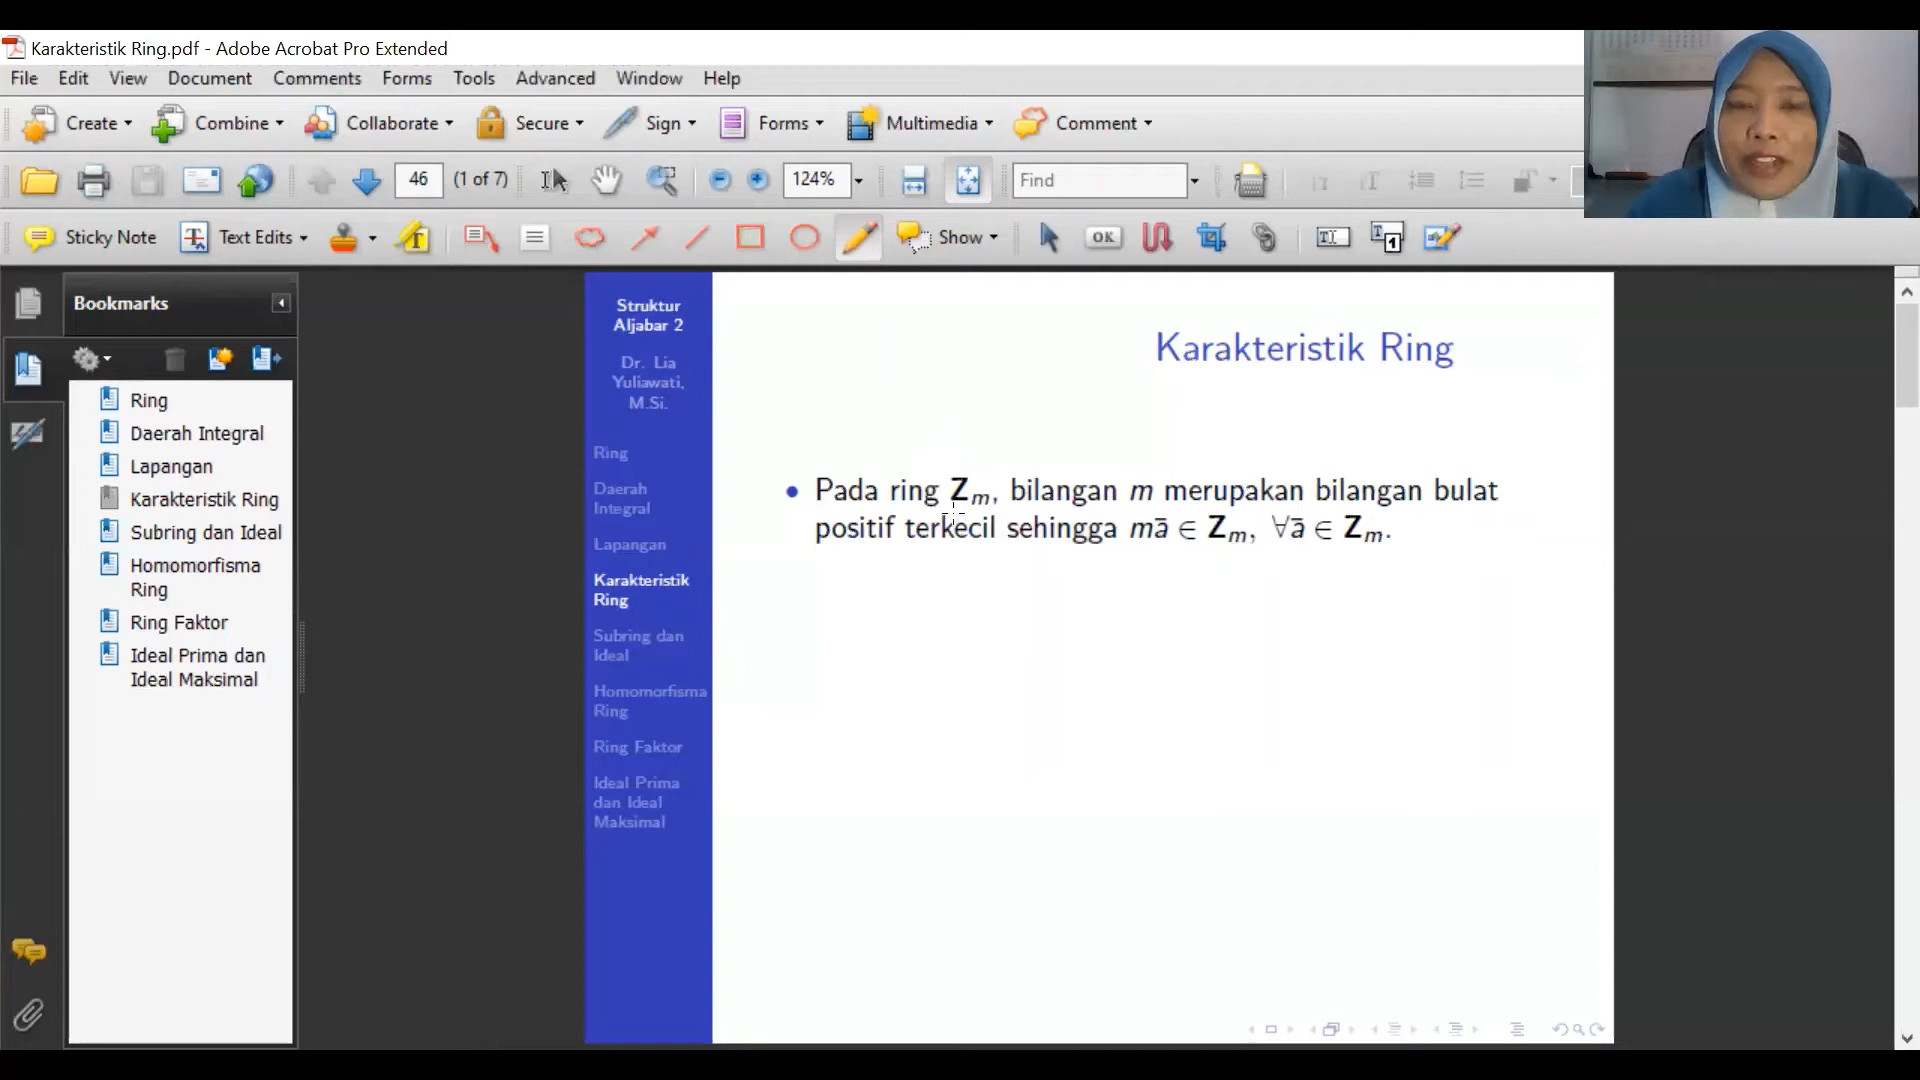 Karakteristik Ring.pdf - Adobe Acrobat Pro Extended
File Edit View Document Comments Forms Tools Advanced Window Help
Create Combine Collaborate Secure Sign Forms Multimedia Comment
46 (1 of 7) 124% Find
Sticky Note Text Edits Show OK
Bookmarks
Ring
Daerah Integral
Lapangan
Karakteristik Ring
Subring dan Ideal
Homomorfisma
Ring
Ring Faktor
Ideal Prima dan
Ideal Maksimal
Struktur
Aljabar 2
Dr. Lia
Yuliawati,
M.Si.
Ring
Daerah
Integral
Lapangan
Karakteristik
Ring
Subring dan
Ideal
Homomorfisma
Ring
Ring Faktor
Ideal Prima
dan Ideal
Maksimal
Karakteristik Ring
• Pada ring Zₘ, bilangan m merupakan bilangan bulat
positif terkecil sehingga mā ∈ Zₘ, ∀ā ∈ Zₘ.